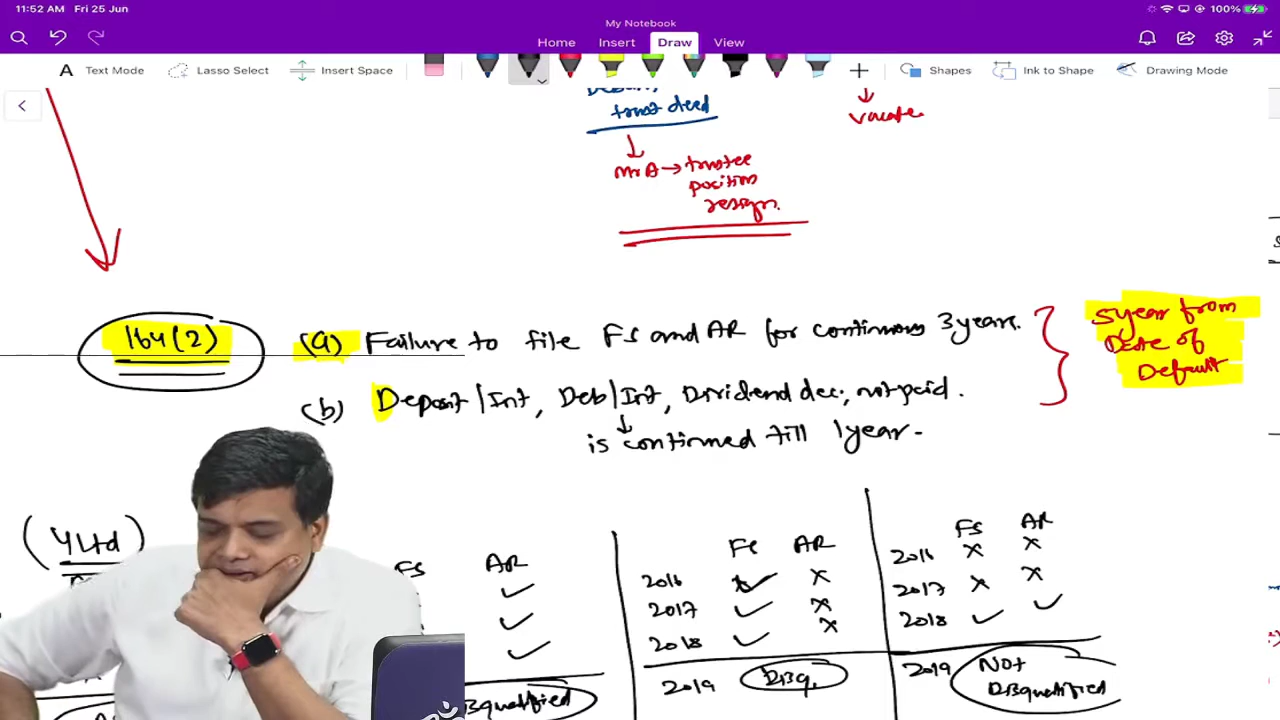 11:52 AM Fri 25 Jun
100%
My Notebook
Home Insert Draw View
Text Mode Lasso Select Insert Space Shapes Ink to Shape Drawing Mode
trust deed
vacate
Mr A → trustee
position
resign.
164(2)
(a) Failure to file FS and AR for continuous 3 years.
5 year from
Date of
Default
(b) Deposit/Int, Deb/Int, Dividend dec, not paid.
is continued till 1 year.
(Y Ltd)
FS AR
✓
✓
✓
squalified
FS AR
2016 ✓ ×
2017 ✓ ×
2018 ✓ ×
2019 Disq.
FS AR
2016 × ×
2017 × ×
2018 ✓ ✓
2019 Not
Disqualified